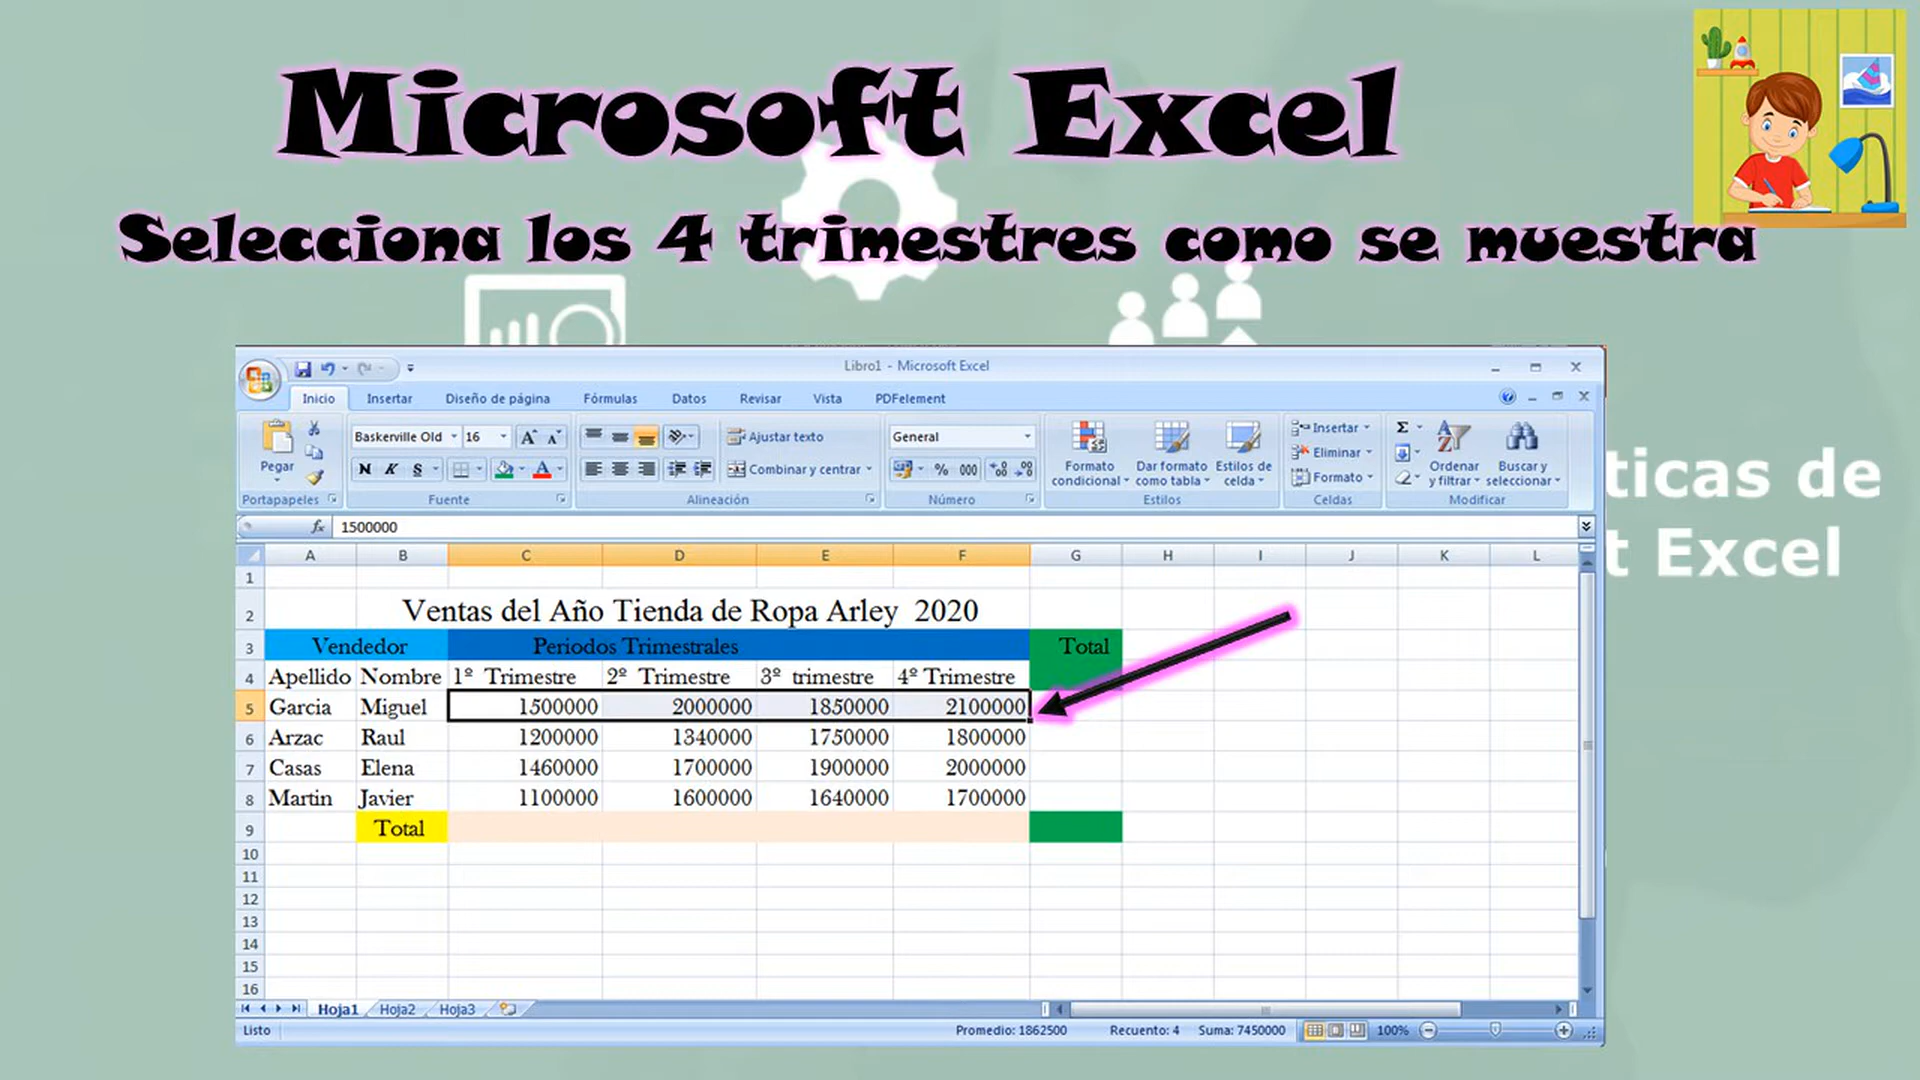 Microsoft Excel
Selecciona los 4 trimestres como se muestra
ticas de
t Excel
Libro1 - Microsoft Excel
Inicio Insertar Diseño de página Fórmulas Datos Revisar Vista PDFelement
Pegar
Portapapeles
Baskerville Old 16
N K S
Fuente
Ajustar texto
Combinar y centrar
Alineación
General
% 000
Número
Formato condicional
Dar formato como tabla
Estilos de celda
Estilos
Insertar
Eliminar
Formato
Celdas
Σ
Ordenar y filtrar
Buscar y seleccionar
Modificar
fx 1500000
A B C D E F G H I J K L
1
2 Ventas del Año Tienda de Ropa Arley 2020
3 Vendedor Periodos Trimestrales Total
4 Apellido Nombre 1º Trimestre 2º Trimestre 3º trimestre 4º Trimestre
5 Garcia Miguel 1500000 2000000 1850000 2100000
6 Arzac Raul 1200000 1340000 1750000 1800000
7 Casas Elena 1460000 1700000 1900000 2000000
8 Martin Javier 1100000 1600000 1640000 1700000
9 Total
10
11
12
13
14
15
16
Hoja1 Hoja2 Hoja3
Listo Promedio: 1862500 Recuento: 4 Suma: 7450000 100%